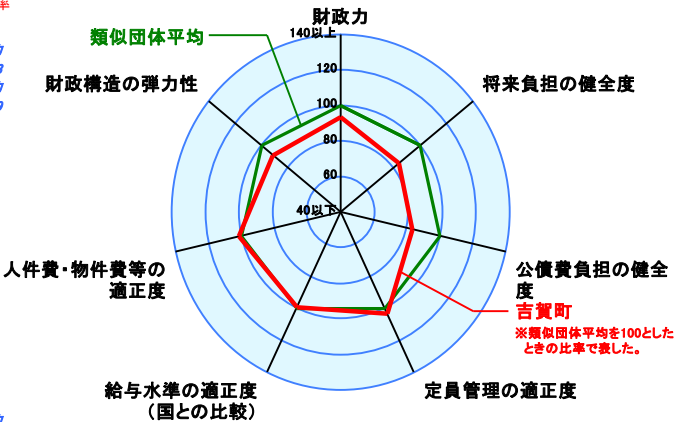 財政力
140以上
類似団体平均
120
財政構造の弾力性
将来負担の健全度
100
80
60
40以下
人件費・物件費等の
適正度
公債費負担の健全
度
吉賀町
※類似団体平均を100とした
ときの比率で表した。
給与水準の適正度
（国との比較）
定員管理の適正度